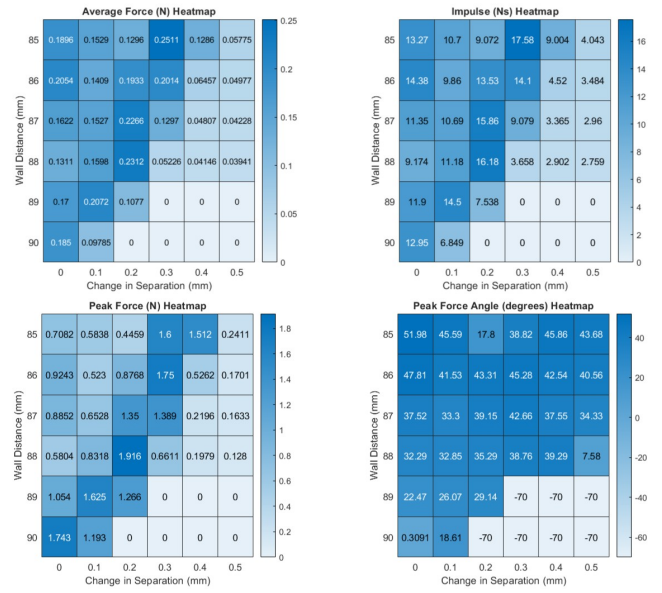 Average Force (N) Heatmap
Wall Distance (mm)
85 0.1896 0.1529 0.1296 0.2511 0.1286 0.05775
86 0.2054 0.1409 0.1933 0.2014 0.06457 0.04977
87 0.1622 0.1527 0.2266 0.1297 0.04807 0.04228
88 0.1311 0.1598 0.2312 0.05226 0.04146 0.03941
89 0.17 0.2072 0.1077 0 0 0
90 0.185 0.09785 0 0 0 0
0 0.1 0.2 0.3 0.4 0.5
Change in Separation (mm)
0.25
0.2
0.15
0.1
0.05
0
Impulse (Ns) Heatmap
Wall Distance (mm)
85 13.27 10.7 9.072 17.58 9.004 4.043
86 14.38 9.86 13.53 14.1 4.52 3.484
87 11.35 10.69 15.86 9.079 3.365 2.96
88 9.174 11.18 16.18 3.658 2.902 2.759
89 11.9 14.5 7.538 0 0 0
90 12.95 6.849 0 0 0 0
0 0.1 0.2 0.3 0.4 0.5
Change in Separation (mm)
16
14
12
10
8
6
4
2
0
Peak Force (N) Heatmap
Wall Distance (mm)
85 0.7082 0.5838 0.4459 1.6 1.512 0.2411
86 0.9243 0.523 0.8768 1.75 0.5262 0.1701
87 0.8852 0.6528 1.35 1.389 0.2196 0.1633
88 0.5804 0.8318 1.916 0.6611 0.1979 0.128
89 1.054 1.625 1.266 0 0 0
90 1.743 1.193 0 0 0 0
0 0.1 0.2 0.3 0.4 0.5
Change in Separation (mm)
1.8
1.6
1.4
1.2
1
0.8
0.6
0.4
0.2
0
Peak Force Angle (degrees) Heatmap
Wall Distance (mm)
85 51.98 45.59 17.8 38.82 45.86 43.68
86 47.81 41.53 43.31 45.28 42.54 40.56
87 37.52 33.3 39.15 42.66 37.55 34.33
88 32.29 32.85 35.29 38.76 39.29 7.58
89 22.47 26.07 29.14 -70 -70 -70
90 0.3091 18.61 -70 -70 -70 -70
0 0.1 0.2 0.3 0.4 0.5
Change in Separation (mm)
40
20
0
-20
-40
-60